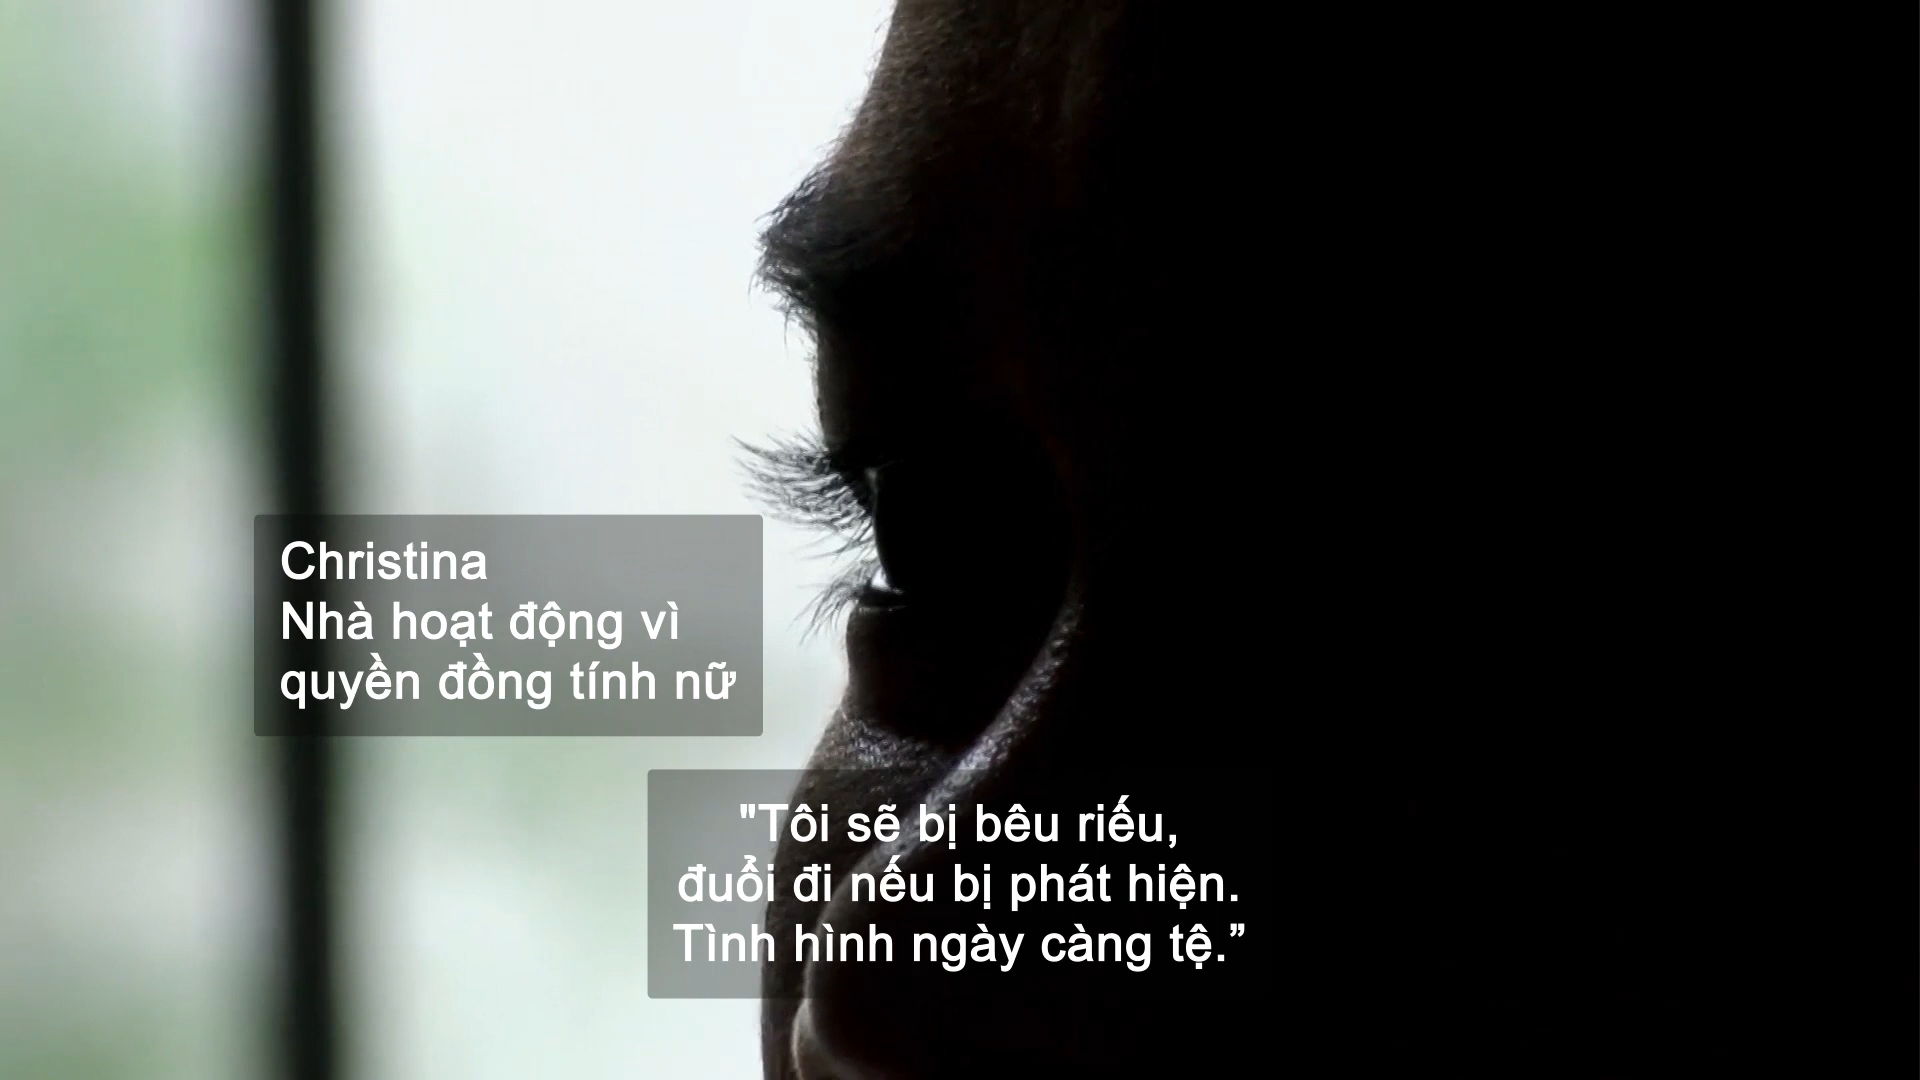 Christina
Nhà hoạt động vì
quyền đồng tính nữ
"Tôi sẽ bị bêu riếu,
đuổi đi nếu bị phát hiện.
Tình hình ngày càng tệ.”